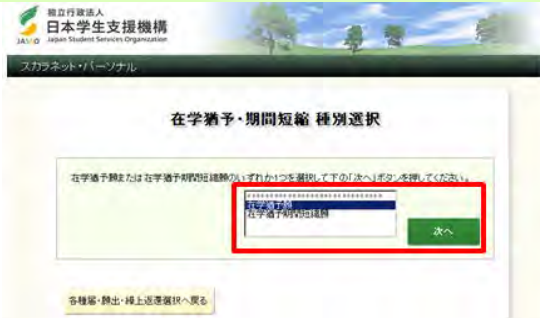 独立行政法人
日本学生支援機構
JASSO Japan Student Services Organization
スカラネット・パーソナル
在学猶予・期間短縮 種別選択
在学猶予願または在学猶予期間短縮願のいずれか1つを選択して下の「次へ」ボタンを押してください。
在学猶予願
在学猶予期間短縮願
次へ
各種届・願出・繰上返還選択へ戻る